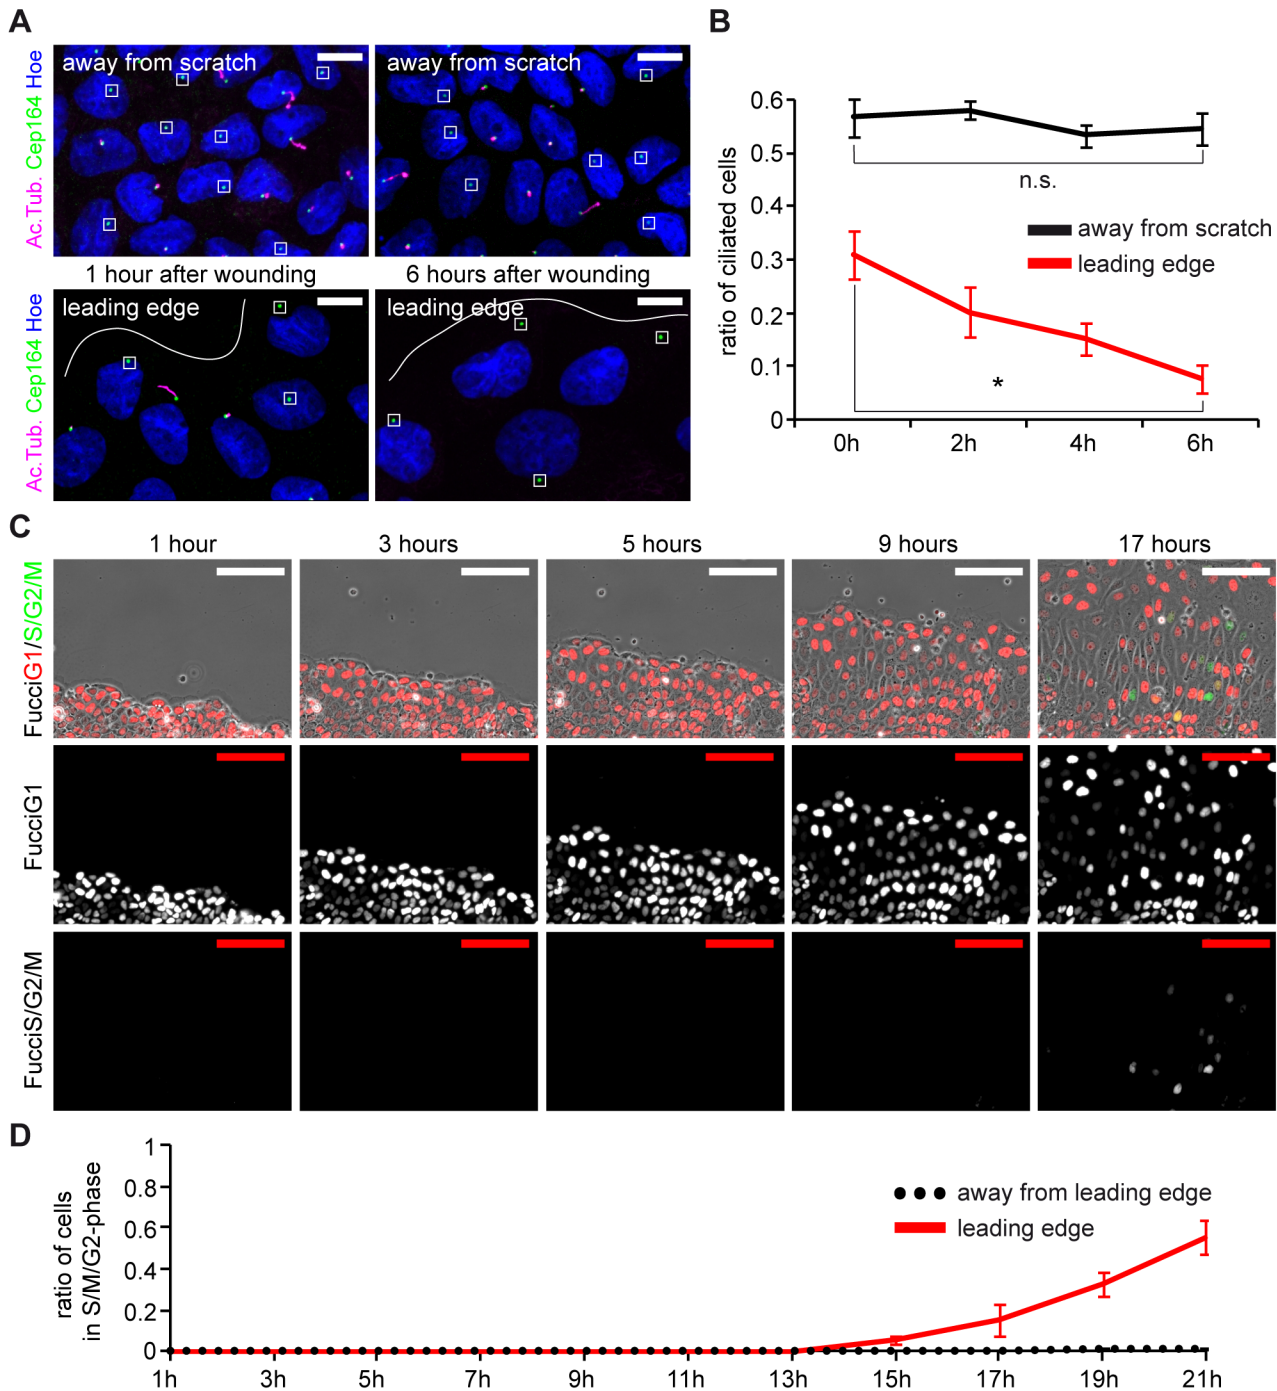 A
Ac.Tub. Cep164 Hoe
away from scratch
away from scratch
1 hour after wounding
6 hours after wounding
Ac.Tub. Cep164 Hoe
leading edge
leading edge
B
ratio of ciliated cells
0.6
0.5
0.4
0.3
0.2
0.1
0
n.s.
away from scratch
leading edge
*
0h
2h
4h
6h
C
1 hour
3 hours
5 hours
9 hours
17 hours
FucciG1/S/G2/M
FucciG1
FucciS/G2/M
D
ratio of cells
in S/M/G2-phase
1
0.8
0.6
0.4
0.2
0
away from leading edge
leading edge
1h
3h
5h
7h
9h
11h
13h
15h
17h
19h
21h